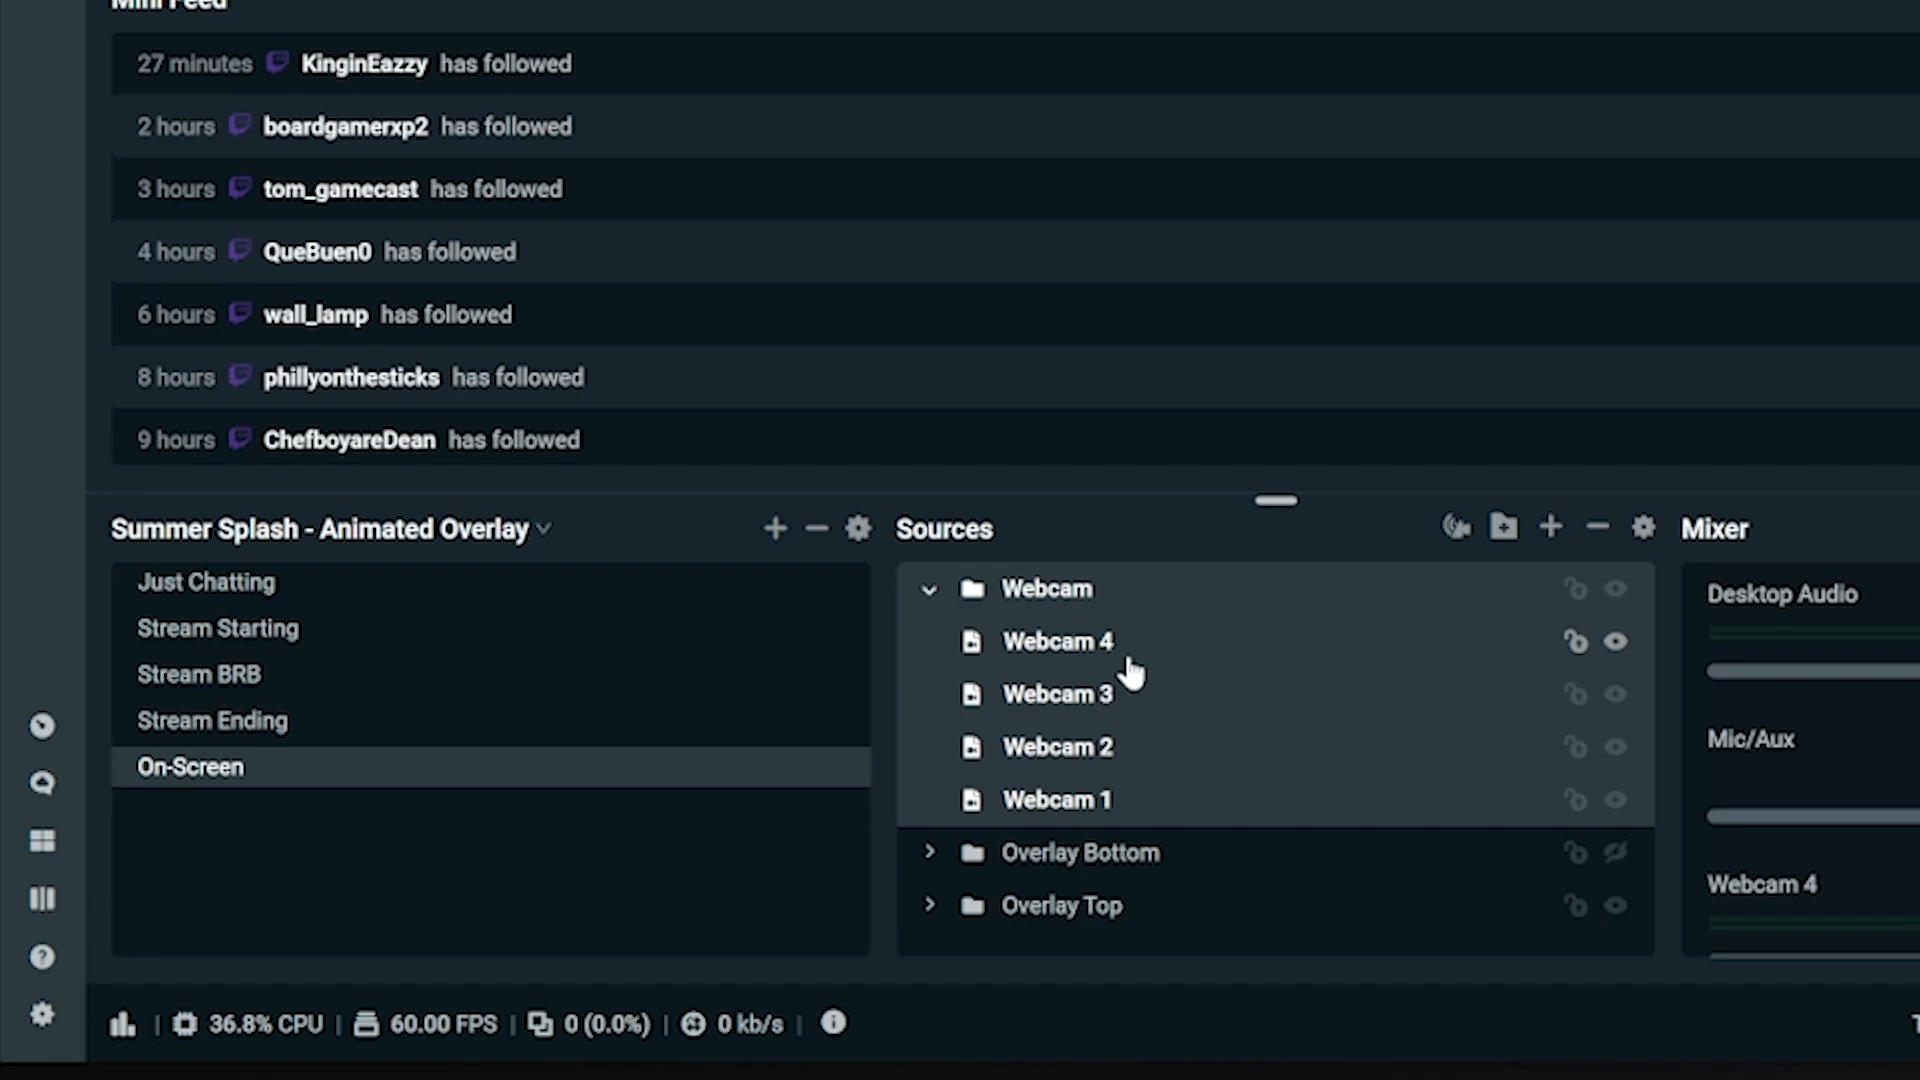 Mini Feed
27 minutes KinginEazzy has followed
2 hours boardgamerxp2 has followed
3 hours tom_gamecast has followed
4 hours QueBuen0 has followed
6 hours wall_lamp has followed
8 hours phillyonthesticks has followed
9 hours ChefboyareDean has followed
Summer Splash - Animated Overlay
Just Chatting
Stream Starting
Stream BRB
Stream Ending
On-Screen
Sources
Webcam
Webcam 4
Webcam 3
Webcam 2
Webcam 1
Overlay Bottom
Overlay Top
Mixer
Desktop Audio
Mic/Aux
Webcam 4
36.8% CPU | 60.00 FPS | 0 (0.0%) | 0 kb/s |